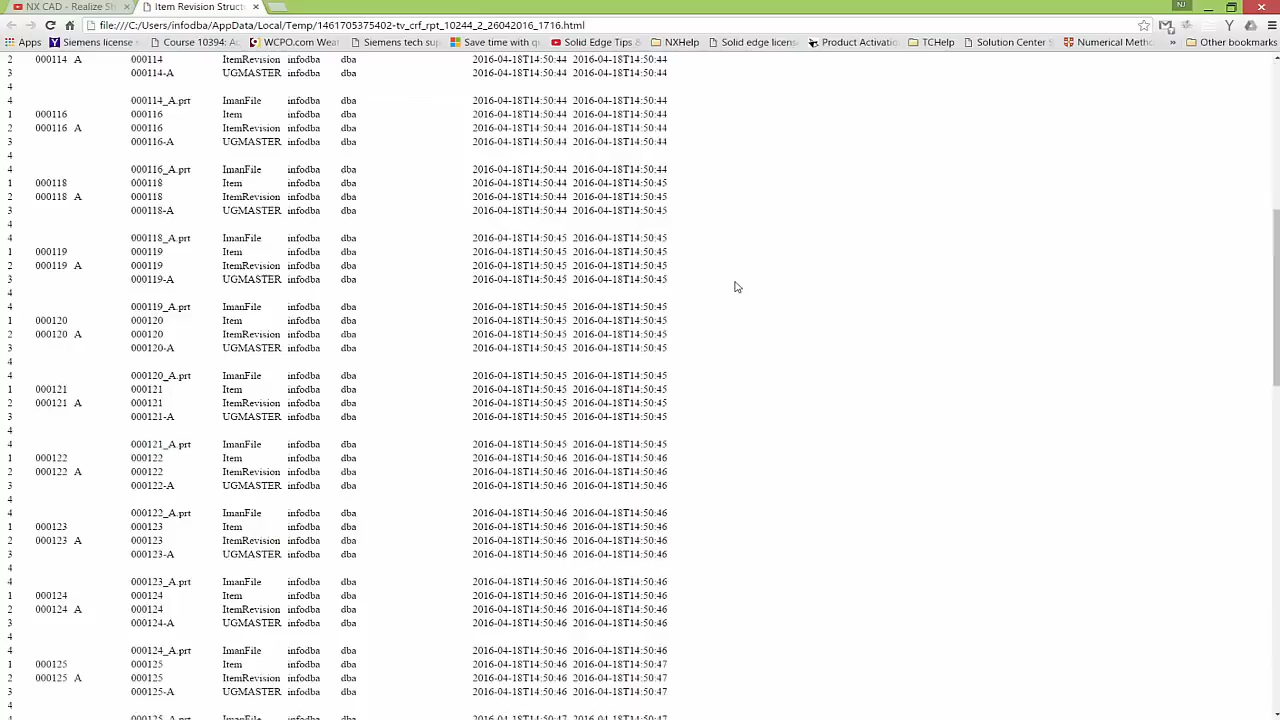 NX CAD - Realize Sh
Item Revision Struct
NJ
file:///C:/Users/infodba/AppData/Local/Temp/1461705375402-tv_crf_rpt_10244_2_26042016_1716.html
Apps Siemens license Course 10394: Ac WCPO.com Wea Siemens tech sup Save time with q Solid Edge Tips & NXHelp Solid edge licens Product Activatio TCHelp Solution Center Numerical Meth » Other bookmarks
2 000114 A 000114 ItemRevision infodba dba 2016-04-18T14:50:44 2016-04-18T14:50:44
3 000114-A UGMASTER infodba dba 2016-04-18T14:50:44 2016-04-18T14:50:44
4
4 000114_A.prt ImanFile infodba dba 2016-04-18T14:50:44 2016-04-18T14:50:44
1 000116 000116 Item infodba dba 2016-04-18T14:50:44 2016-04-18T14:50:44
2 000116 A 000116 ItemRevision infodba dba 2016-04-18T14:50:44 2016-04-18T14:50:44
3 000116-A UGMASTER infodba dba 2016-04-18T14:50:44 2016-04-18T14:50:44
4
4 000116_A.prt ImanFile infodba dba 2016-04-18T14:50:44 2016-04-18T14:50:44
1 000118 000118 Item infodba dba 2016-04-18T14:50:44 2016-04-18T14:50:45
2 000118 A 000118 ItemRevision infodba dba 2016-04-18T14:50:44 2016-04-18T14:50:45
3 000118-A UGMASTER infodba dba 2016-04-18T14:50:44 2016-04-18T14:50:45
4
4 000118_A.prt ImanFile infodba dba 2016-04-18T14:50:45 2016-04-18T14:50:45
1 000119 000119 Item infodba dba 2016-04-18T14:50:45 2016-04-18T14:50:45
2 000119 A 000119 ItemRevision infodba dba 2016-04-18T14:50:45 2016-04-18T14:50:45
3 000119-A UGMASTER infodba dba 2016-04-18T14:50:45 2016-04-18T14:50:45
4
4 000119_A.prt ImanFile infodba dba 2016-04-18T14:50:45 2016-04-18T14:50:45
1 000120 000120 Item infodba dba 2016-04-18T14:50:45 2016-04-18T14:50:45
2 000120 A 000120 ItemRevision infodba dba 2016-04-18T14:50:45 2016-04-18T14:50:45
3 000120-A UGMASTER infodba dba 2016-04-18T14:50:45 2016-04-18T14:50:45
4
4 000120_A.prt ImanFile infodba dba 2016-04-18T14:50:45 2016-04-18T14:50:45
1 000121 000121 Item infodba dba 2016-04-18T14:50:45 2016-04-18T14:50:45
2 000121 A 000121 ItemRevision infodba dba 2016-04-18T14:50:45 2016-04-18T14:50:45
3 000121-A UGMASTER infodba dba 2016-04-18T14:50:45 2016-04-18T14:50:45
4
4 000121_A.prt ImanFile infodba dba 2016-04-18T14:50:45 2016-04-18T14:50:45
1 000122 000122 Item infodba dba 2016-04-18T14:50:46 2016-04-18T14:50:46
2 000122 A 000122 ItemRevision infodba dba 2016-04-18T14:50:46 2016-04-18T14:50:46
3 000122-A UGMASTER infodba dba 2016-04-18T14:50:46 2016-04-18T14:50:46
4
4 000122_A.prt ImanFile infodba dba 2016-04-18T14:50:46 2016-04-18T14:50:46
1 000123 000123 Item infodba dba 2016-04-18T14:50:46 2016-04-18T14:50:46
2 000123 A 000123 ItemRevision infodba dba 2016-04-18T14:50:46 2016-04-18T14:50:46
3 000123-A UGMASTER infodba dba 2016-04-18T14:50:46 2016-04-18T14:50:46
4
4 000123_A.prt ImanFile infodba dba 2016-04-18T14:50:46 2016-04-18T14:50:46
1 000124 000124 Item infodba dba 2016-04-18T14:50:46 2016-04-18T14:50:46
2 000124 A 000124 ItemRevision infodba dba 2016-04-18T14:50:46 2016-04-18T14:50:46
3 000124-A UGMASTER infodba dba 2016-04-18T14:50:46 2016-04-18T14:50:46
4
4 000124_A.prt ImanFile infodba dba 2016-04-18T14:50:46 2016-04-18T14:50:46
1 000125 000125 Item infodba dba 2016-04-18T14:50:46 2016-04-18T14:50:47
2 000125 A 000125 ItemRevision infodba dba 2016-04-18T14:50:46 2016-04-18T14:50:47
3 000125-A UGMASTER infodba dba 2016-04-18T14:50:46 2016-04-18T14:50:47
4
4 000125_A.prt ImanFile infodba dba 2016-04-18T14:50:47 2016-04-18T14:50:47